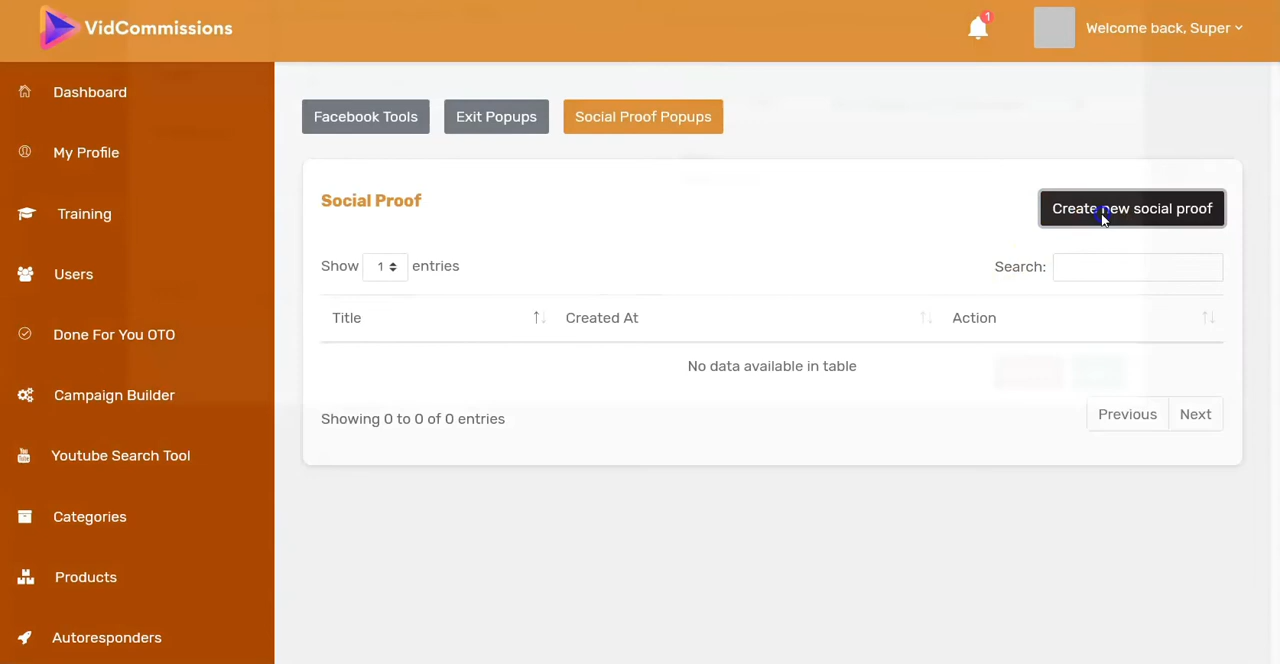 VidCommissions
1
Welcome back, Super
Dashboard
My Profile
Training
Users
Done For You OTO
Campaign Builder
Youtube Search Tool
Categories
Products
Autoresponders
Facebook Tools
Exit Popups
Social Proof Popups
Social Proof
Create new social proof
Show 1 entries
Search:
Title
Created At
Action
No data available in table
Showing 0 to 0 of 0 entries
Previous
Next